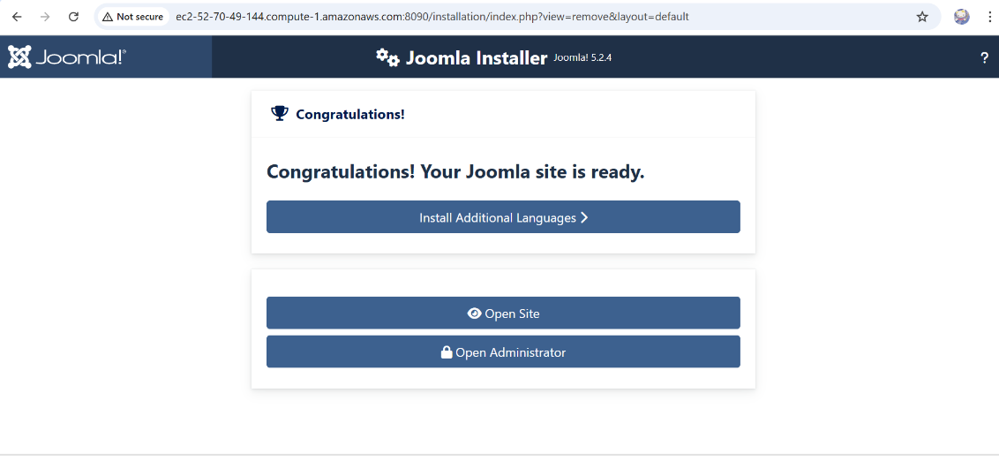 Not secure
ec2-52-70-49-144.compute-1.amazonaws.com:8090/installation/index.php?view=remove&layout=default
Joomla!®
Joomla Installer Joomla! 5.2.4
?
Congratulations!
Congratulations! Your Joomla site is ready.
Install Additional Languages
Open Site
Open Administrator